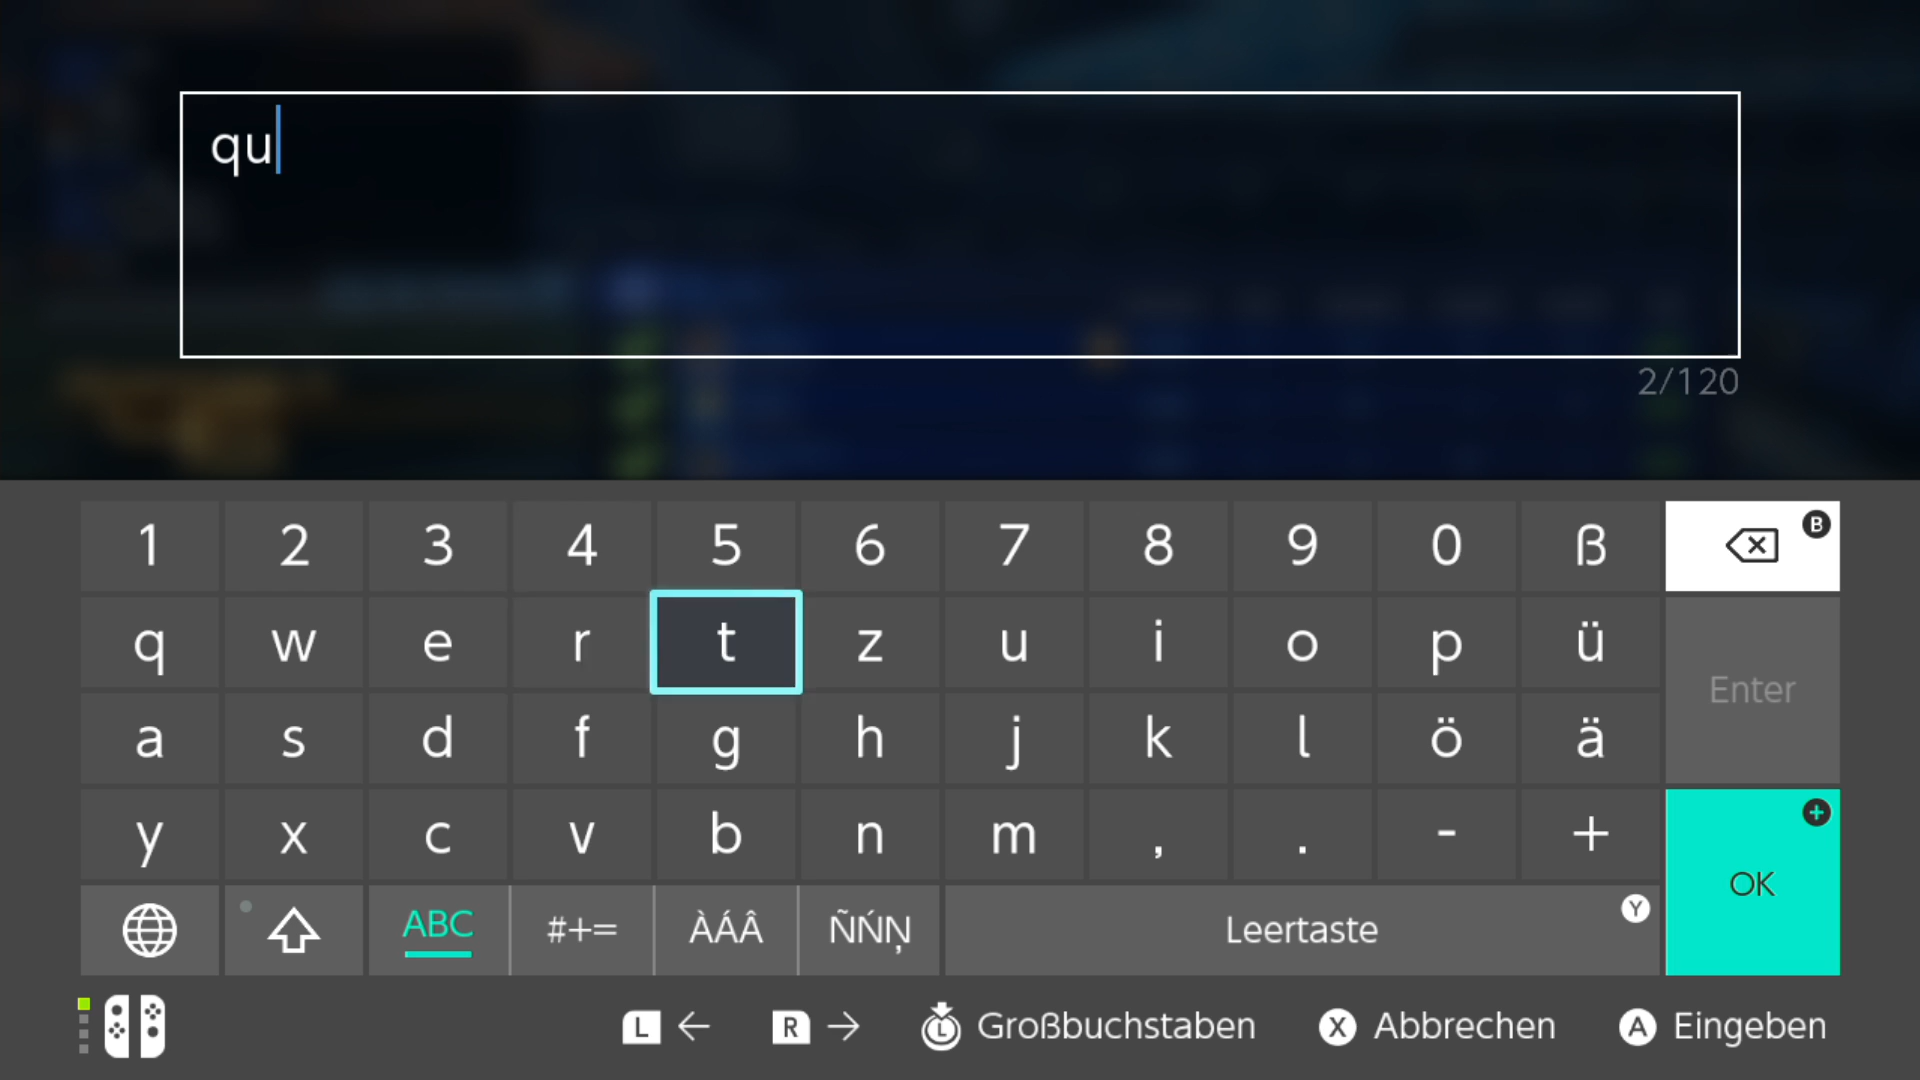 qu
2/120
1 2 3 4 5 6 7 8 9 0 ß B
q w e r t z u i o p ü
Enter
a s d f g h j k l ö ä
y x c v b n m , . - +
OK
ABC #+= ÀÁÂ ÑŃŅ Leertaste Y
L ← R → L Großbuchstaben X Abbrechen A Eingeben